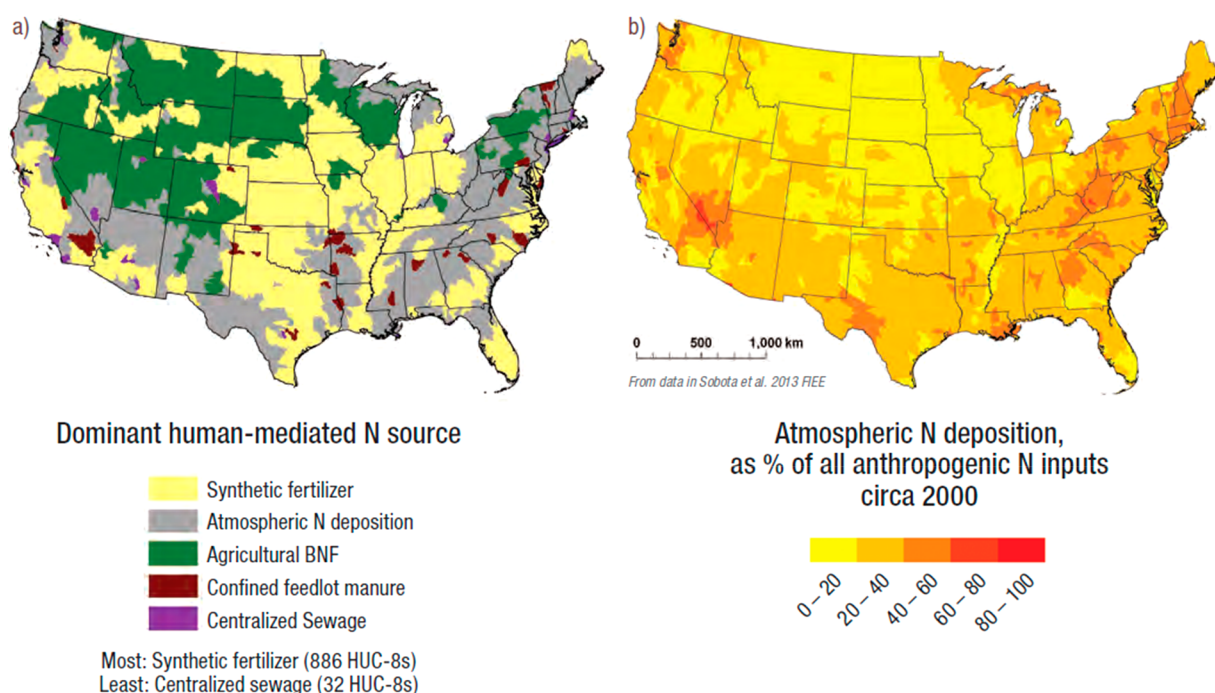 a)
b)
0 500 1,000 km
From data in Sobota et al. 2013 FIEE
Dominant human-mediated N source
Synthetic fertilizer
Atmospheric N deposition
Agricultural BNF
Confined feedlot manure
Centralized Sewage
Most: Synthetic fertilizer (886 HUC-8s)
Least: Centralized sewage (32 HUC-8s)
Atmospheric N deposition,
as % of all anthropogenic N inputs
circa 2000
0 – 20
20 – 40
40 – 60
60 – 80
80 – 100